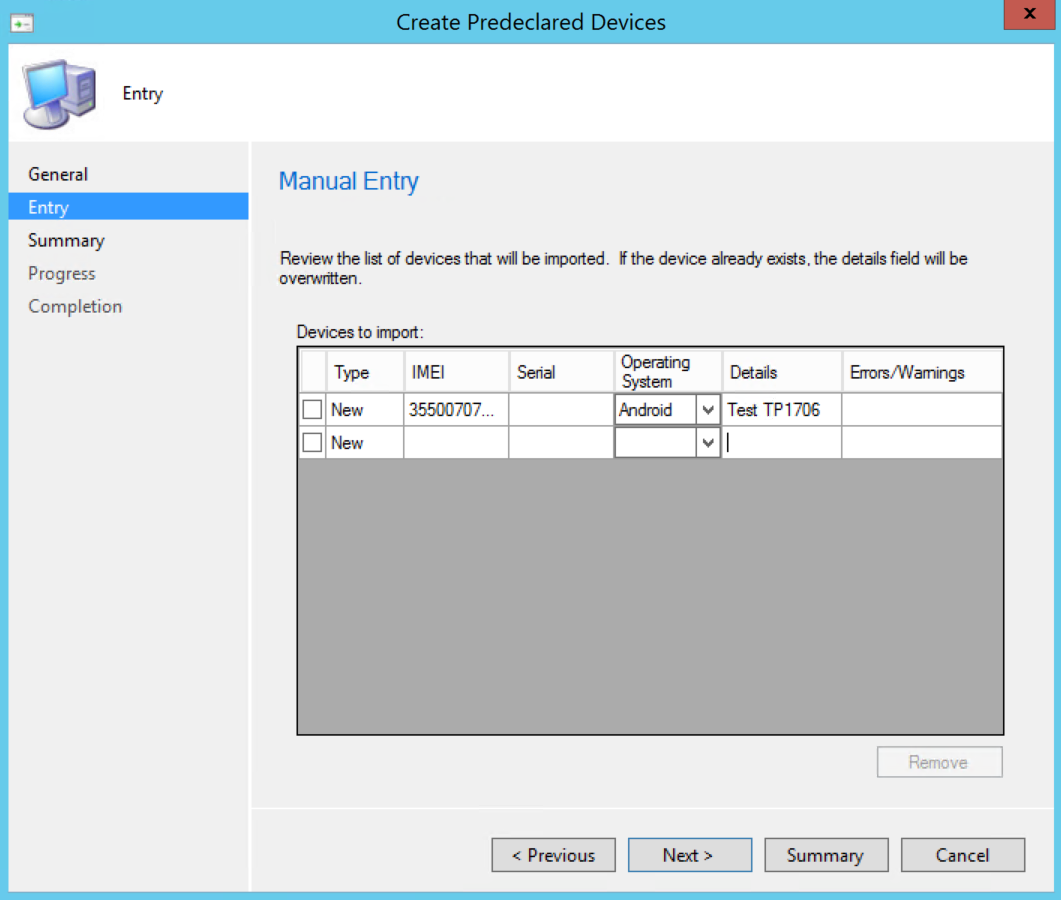 Create Predeclared Devices
x
Entry
General
Entry
Summary
Progress
Completion
Manual Entry
Review the list of devices that will be imported. If the device already exists, the details field will be
overwritten.
Devices to import:
Type IMEI Serial Operating System Details Errors/Warnings
New 35500707... Android Test TP1706
New
Remove
< Previous Next > Summary Cancel